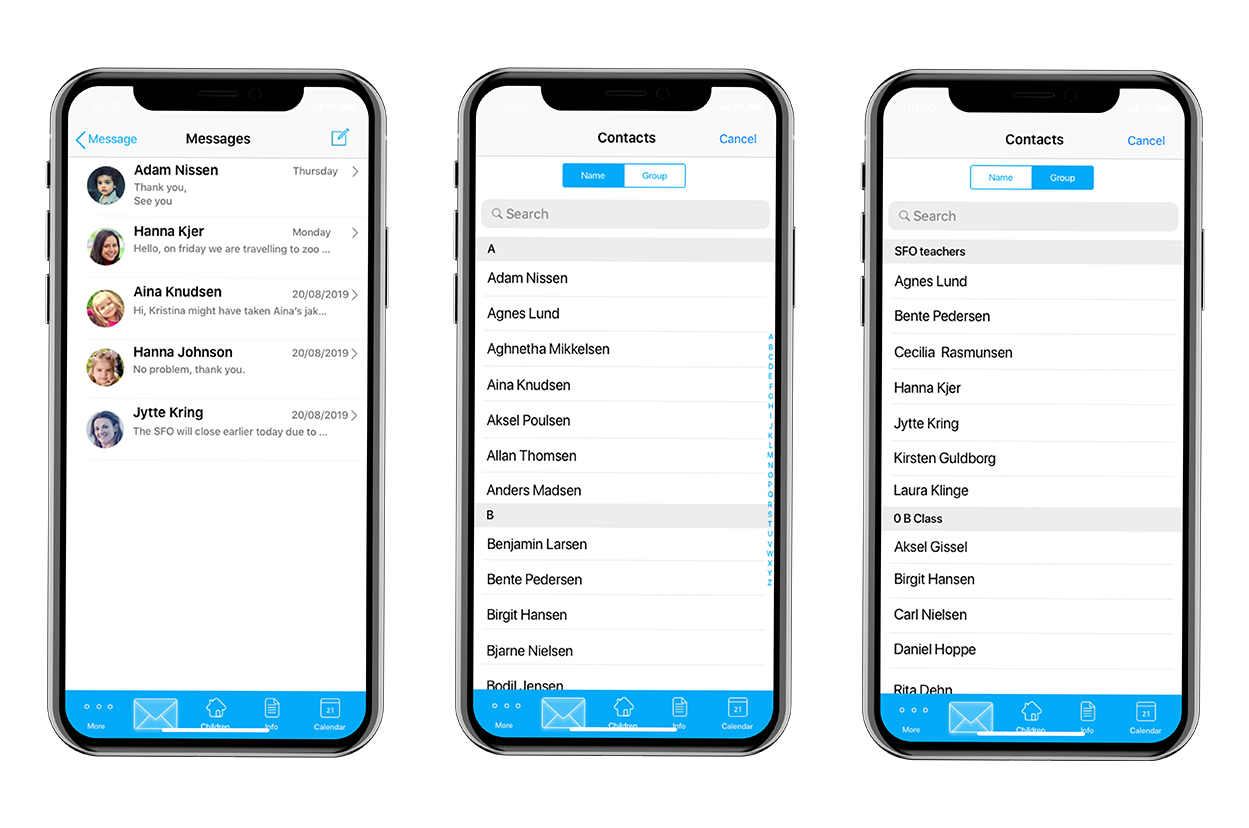 Message
Messages
Adam Nissen
Thursday
Thank you,
See you
Hanna Kjer
Monday
Hello, on friday we are travelling to zoo ...
Aina Knudsen
20/08/2019
Hi, Kristina might have taken Aina's jak...
Hanna Johnson
20/08/2019
No problem, thank you.
Jytte Kring
20/08/2019
The SFO will close earlier today due to ...
More
Children
Info
21
Calendar
10:00
Contacts
Cancel
Name
Group
Search
A
Adam Nissen
Agnes Lund
Aghnetha Mikkelsen
Aina Knudsen
Aksel Poulsen
Allan Thomsen
Anders Madsen
B
Benjamin Larsen
Bente Pedersen
Birgit Hansen
Bjarne Nielsen
Bodil Jensen
A
B
C
D
E
F
G
H
I
J
K
L
M
N
O
P
Q
R
S
T
U
V
W
X
Y
Z
More
Children
Info
21
Calendar
10:00
Contacts
Cancel
Name
Group
Search
SFO teachers
Agnes Lund
Bente Pedersen
Cecilia Rasmunsen
Hanna Kjer
Jytte Kring
Kirsten Guldborg
Laura Klinge
0 B Class
Aksel Gissel
Birgit Hansen
Carl Nielsen
Daniel Hoppe
Rita Dehn
More
Children
Info
21
Calendar